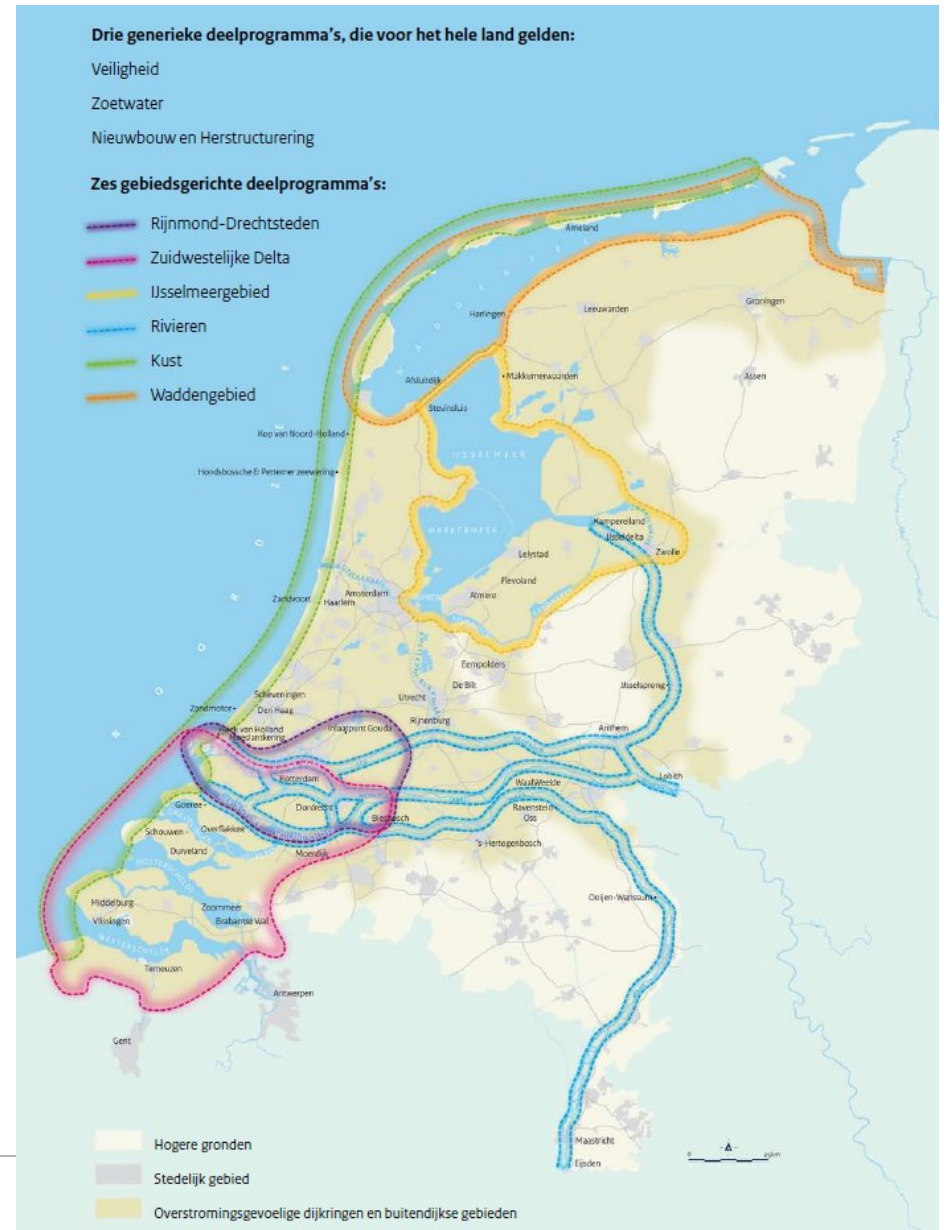 Drie generieke deelprogramma's, die voor het hele land gelden:
Veiligheid
Zoetwater
Nieuwbouw en Herstructurering
Zes gebiedsgerichte deelprogramma's:
Rijnmond-Drechtsteden
Zuidwestelijke Delta
IJsselmeergebied
Rivieren
Kust
Waddengebied
Ameland
Groningen
Leeuwarden
Harlingen
Assen
Afsluitdijk
Makkumerwaarden
Stevinsluis
Kop van Noord-Holland
IJSSELMEER
Hondsbossche & Pettemer zeewering
MARKERMEER
Kampereiland
IJsseldelta
Zwolle
Lelystad
Flevoland
Almere
Amsterdam
Zandvoort
Haarlem
NOORDZEE
Eempolders
De Bilt
Utrecht
IJsselsprong
Scheveningen
Zandmotor
Den Haag
Rijnenburg
Hoek van Holland
Maeslantkering
Inlaagpunt Gouda
Arnhem
Rotterdam
WaalWeelde
Lobith
Goeree
Dordrecht
Biesbosch
Ravenstein
Oss
Schouwen
Overflakkee
Duiveland
Moerdijk
's-Hertogenbosch
OOSTERSCHELDE
Middelburg
Zoommeer
Ooijen-Wanssum
Vlissingen
Brabantse Wal
WESTERSCHELDE
Terneuzen
Antwerpen
Gent
Maastricht
Eijsden
0 25km
Hogere gronden
Stedelijk gebied
Overstromingsgevoelige dijkringen en buitendijkse gebieden